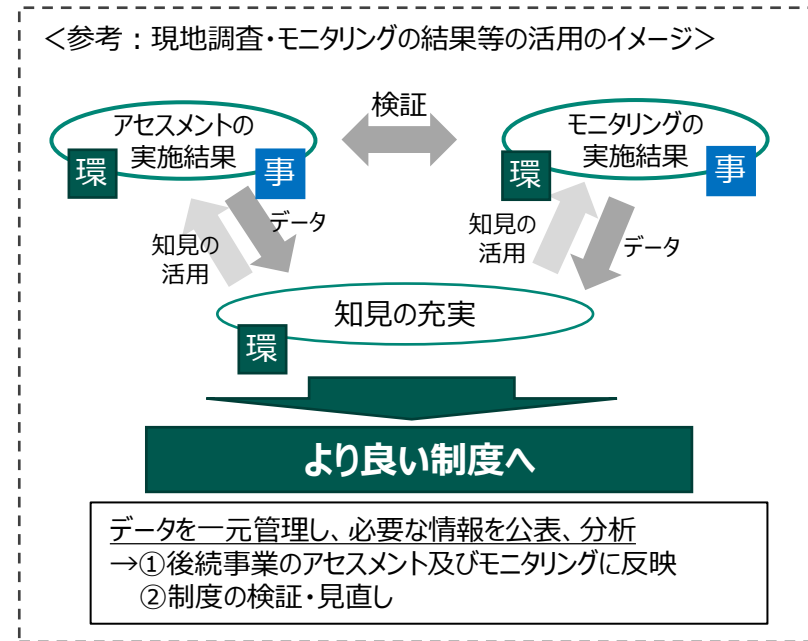 ＜参考：現地調査・モニタリングの結果等の活用のイメージ＞
検証
アセスメントの
実施結果
環
事
モニタリングの
実施結果
環
事
知見の
活用
データ
知見の
活用
データ
知見の充実
環
より良い制度へ
データを一元管理し、必要な情報を公表、分析
→①後続事業のアセスメント及びモニタリングに反映
②制度の検証・見直し